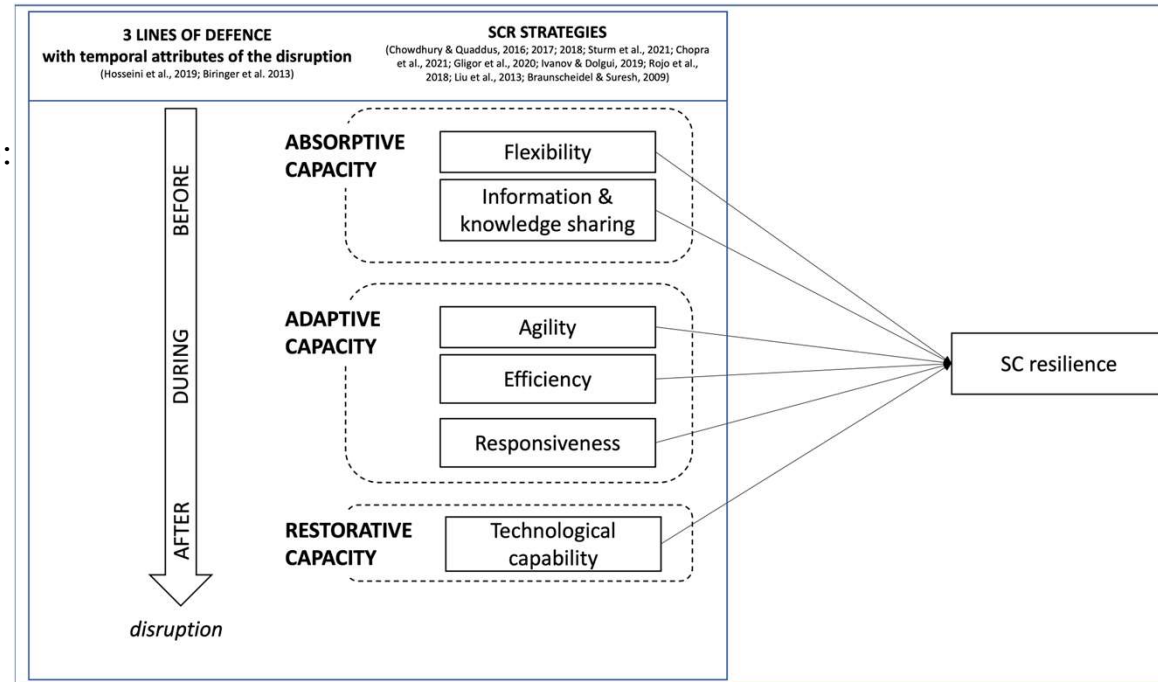 3 LINES OF DEFENCE
with temporal attributes of the disruption
(Hosseini et al., 2019; Biringer et al. 2013)
SCR STRATEGIES
(Chowdhury & Quaddus, 2016; 2017; 2018; Sturm et al., 2021; Chopra
et al., 2021; Gligor et al., 2020; Ivanov & Dolgui, 2019; Rojo et al.,
2018; Liu et al., 2013; Braunscheidel & Suresh, 2009)
:
BEFORE
DURING
AFTER
disruption
ABSORPTIVE
CAPACITY
Flexibility
Information &
knowledge sharing
ADAPTIVE
CAPACITY
Agility
Efficiency
Responsiveness
RESTORATIVE
CAPACITY
Technological
capability
SC resilience